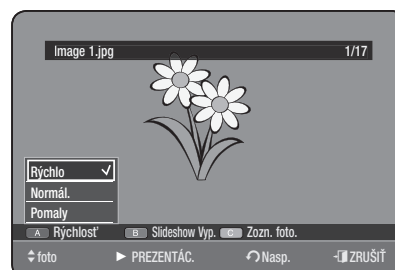 Image 1.jpg 1/17
Rýchlo
Normál.
Pomaly
A Rýchlosť B Slideshow Vyp. C Zozn. foto.
foto PREZENTÁC. Nasp. ZRUŠIŤ